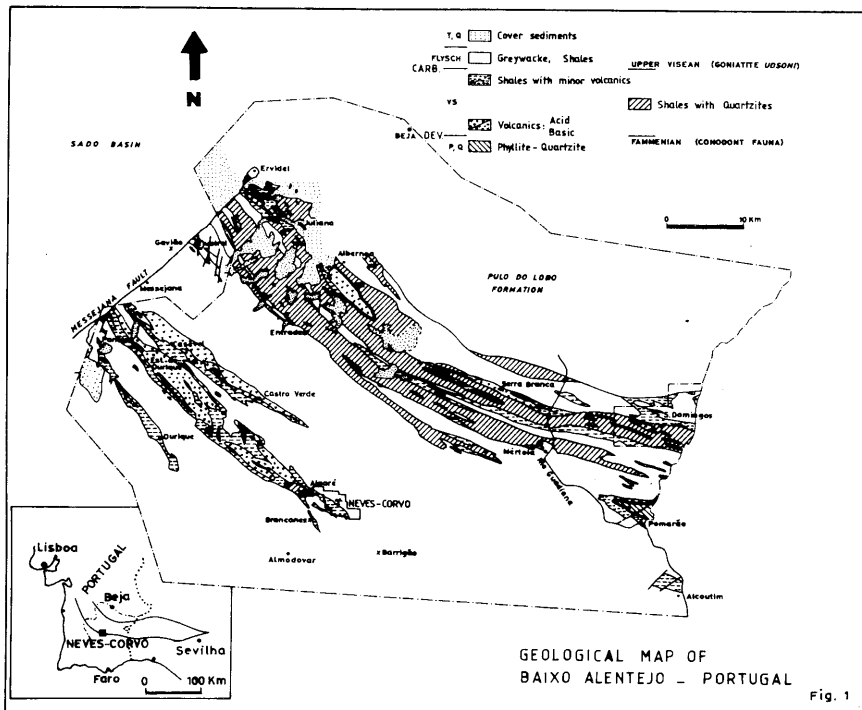 T, Q Cover sediments
FLYSCH Greywacke, Shales
CARB. UPPER VISEAN (GONIATITE UDSONI)
Shales with minor volcanics
VS Shales with Quartzites
Volcanics: Acid
Basic
DEV. FAMMENIAN (CONODONT FAUNA)
P, Q Phyllite-Quartzite
N
SADO BASIN
BEJA
0 10 Km
Ervidel
Juliana
Gavião
Albernoa
PULO DO LOBO
FORMATION
Messejana
MESSEJANA FAULT
Entradas
Castro Verde
Serra Branca
S. Domingos
Ourique
Mértola
Rio Guadiana
NEVES-CORVO
Brancanes
Pomarão
Almodovar
Barrigão
Alcoutim
Lisboa
PORTUGAL
Beja
NEVES-CORVO
Sevilha
Faro
0 100 Km
GEOLOGICAL MAP OF
BAIXO ALENTEJO _ PORTUGAL
Fig. 1